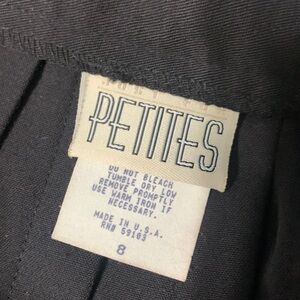 PETITES
DO NOT BLEACH
TUMBLE DRY LOW
REMOVE PROMPTLY
USE WARM IRON IF
NECESSARY.
MADE IN U.S.A.
RN# 59163
8